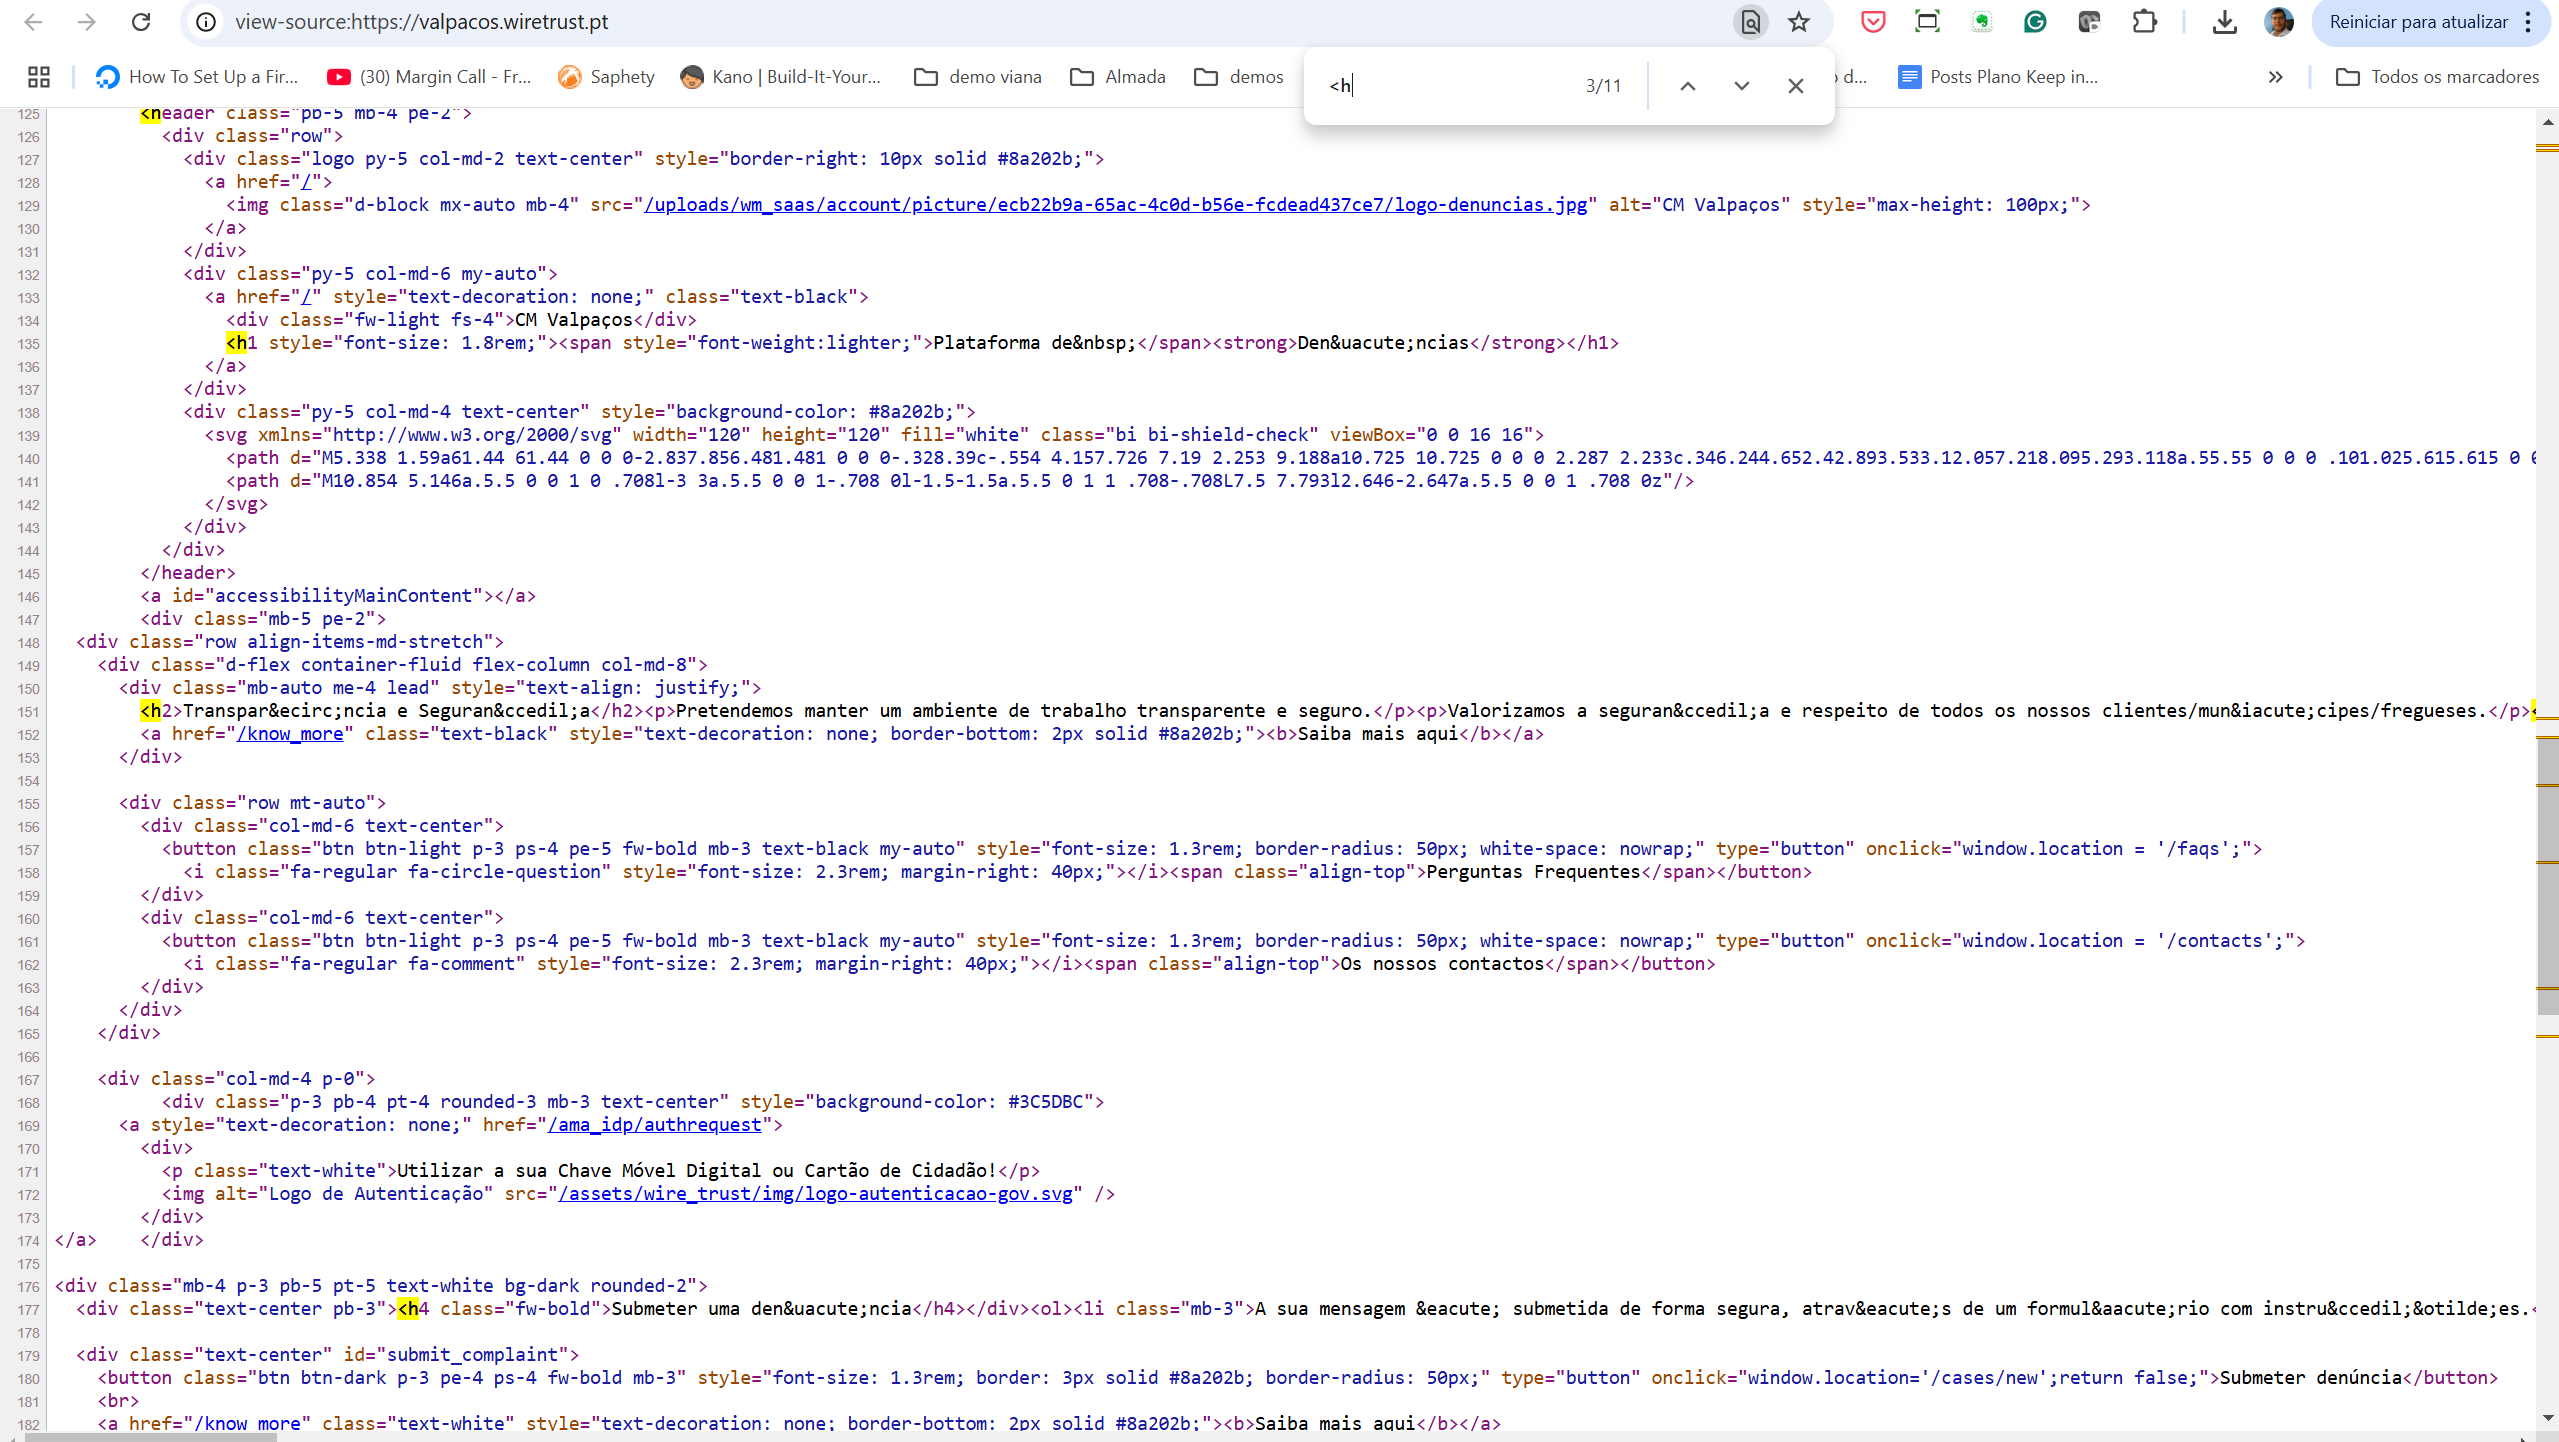 view-source:https://valpacos.wiretrust.pt
Reiniciar para atualizar
How To Set Up a Fir...
(30) Margin Call - Fr...
Saphety
Kano | Build-It-Your...
demo viana
Almada
demos
<h
3/11
o d...
Posts Plano Keep in...
»
Todos os marcadores
125 <header class="pb-5 mb-4 pe-2">
126 <div class="row">
127 <div class="logo py-5 col-md-2 text-center" style="border-right: 10px solid #8a202b;">
128 <a href="/">
129 <img class="d-block mx-auto mb-4" src="/uploads/wm_saas/account/picture/ecb22b9a-65ac-4c0d-b56e-fcdead437ce7/logo-denuncias.jpg" alt="CM Valpaços" style="max-height: 100px;">
130 </a>
131 </div>
132 <div class="py-5 col-md-6 my-auto">
133 <a href="/" style="text-decoration: none;" class="text-black">
134 <div class="fw-light fs-4">CM Valpaços</div>
135 <h1 style="font-size: 1.8rem;"><span style="font-weight:lighter;">Plataforma de&nbsp;</span><strong>Den&uacute;ncias</strong></h1>
136 </a>
137 </div>
138 <div class="py-5 col-md-4 text-center" style="background-color: #8a202b;">
139 <svg xmlns="http://www.w3.org/2000/svg" width="120" height="120" fill="white" class="bi bi-shield-check" viewBox="0 0 16 16">
140 <path d="M5.338 1.59a61.44 61.44 0 0 0-2.837.856.481.481 0 0 0-.328.39c-.554 4.157.726 7.19 2.253 9.188a10.725 10.725 0 0 0 2.287 2.233c.346.244.652.42.893.533.12.057.218.095.293.118a.55.55 0 0 0 .101.025.615.615 0 0
141 <path d="M10.854 5.146a.5.5 0 0 1 0 .708l-3 3a.5.5 0 0 1-.708 0l-1.5-1.5a.5.5 0 1 1 .708-.708L7.5 7.793l2.646-2.647a.5.5 0 0 1 .708 0z"/>
142 </svg>
143 </div>
144 </div>
145 </header>
146 <a id="accessibilityMainContent"></a>
147 <div class="mb-5 pe-2">
148 <div class="row align-items-md-stretch">
149 <div class="d-flex container-fluid flex-column col-md-8">
150 <div class="mb-auto me-4 lead" style="text-align: justify;">
151 <h2>Transpar&ecirc;ncia e Seguran&ccedil;a</h2><p>Pretendemos manter um ambiente de trabalho transparente e seguro.</p><p>Valorizamos a seguran&ccedil;a e respeito de todos os nossos clientes/mun&iacute;cipes/fregueses.</p><
152 <a href="/know_more" class="text-black" style="text-decoration: none; border-bottom: 2px solid #8a202b;"><b>Saiba mais aqui</b></a>
153 </div>
154
155 <div class="row mt-auto">
156 <div class="col-md-6 text-center">
157 <button class="btn btn-light p-3 ps-4 pe-5 fw-bold mb-3 text-black my-auto" style="font-size: 1.3rem; border-radius: 50px; white-space: nowrap;" type="button" onclick="window.location = '/faqs';">
158 <i class="fa-regular fa-circle-question" style="font-size: 2.3rem; margin-right: 40px;"></i><span class="align-top">Perguntas Frequentes</span></button>
159 </div>
160 <div class="col-md-6 text-center">
161 <button class="btn btn-light p-3 ps-4 pe-5 fw-bold mb-3 text-black my-auto" style="font-size: 1.3rem; border-radius: 50px; white-space: nowrap;" type="button" onclick="window.location = '/contacts';">
162 <i class="fa-regular fa-comment" style="font-size: 2.3rem; margin-right: 40px;"></i><span class="align-top">Os nossos contactos</span></button>
163 </div>
164 </div>
165 </div>
166
167 <div class="col-md-4 p-0">
168 <div class="p-3 pb-4 pt-4 rounded-3 mb-3 text-center" style="background-color: #3C5DBC">
169 <a style="text-decoration: none;" href="/ama_idp/authrequest">
170 <div>
171 <p class="text-white">Utilizar a sua Chave Móvel Digital ou Cartão de Cidadão!</p>
172 <img alt="Logo de Autenticação" src="/assets/wire_trust/img/logo-autenticacao-gov.svg" />
173 </div>
174 </a> </div>
175
176 <div class="mb-4 p-3 pb-5 pt-5 text-white bg-dark rounded-2">
177 <div class="text-center pb-3"><h4 class="fw-bold">Submeter uma den&uacute;ncia</h4></div><ol><li class="mb-3">A sua mensagem &eacute; submetida de forma segura, atrav&eacute;s de um formul&aacute;rio com instru&ccedil;&otilde;es.<
178
179 <div class="text-center" id="submit_complaint">
180 <button class="btn btn-dark p-3 pe-4 ps-4 fw-bold mb-3" style="font-size: 1.3rem; border: 3px solid #8a202b; border-radius: 50px;" type="button" onclick="window.location='/cases/new';return false;">Submeter denúncia</button>
181 <br>
182 <a href="/know_more" class="text-white" style="text-decoration: none; border-bottom: 2px solid #8a202b;"><b>Saiba mais aqui</b></a>